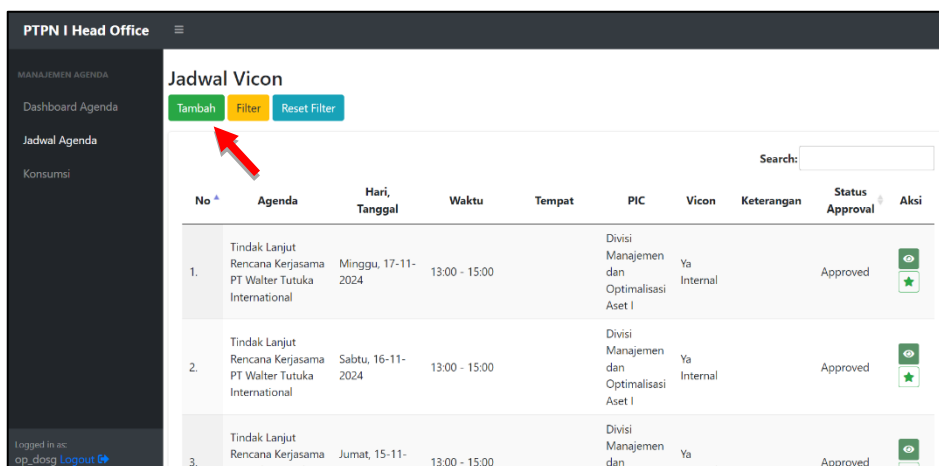 PTPN I Head Office
MANAJEMEN AGENDA
Dashboard Agenda
Jadwal Agenda
Konsumsi
Logged in as:
op_dosg Logout
Jadwal Vicon
Tambah Filter Reset Filter
Search:
No Agenda Hari, Tanggal Waktu Tempat PIC Vicon Keterangan Status Approval Aksi
1. Tindak Lanjut Rencana Kerjasama PT Walter Tutuka International Minggu, 17-11-2024 13:00 - 15:00 Divisi Manajemen dan Optimalisasi Aset I Ya Internal Approved
2. Tindak Lanjut Rencana Kerjasama PT Walter Tutuka International Sabtu, 16-11-2024 13:00 - 15:00 Divisi Manajemen dan Optimalisasi Aset I Ya Internal Approved
3. Tindak Lanjut Rencana Kerjasama Jumat, 15-11- 13:00 - 15:00 Divisi Manajemen dan Ya Approved